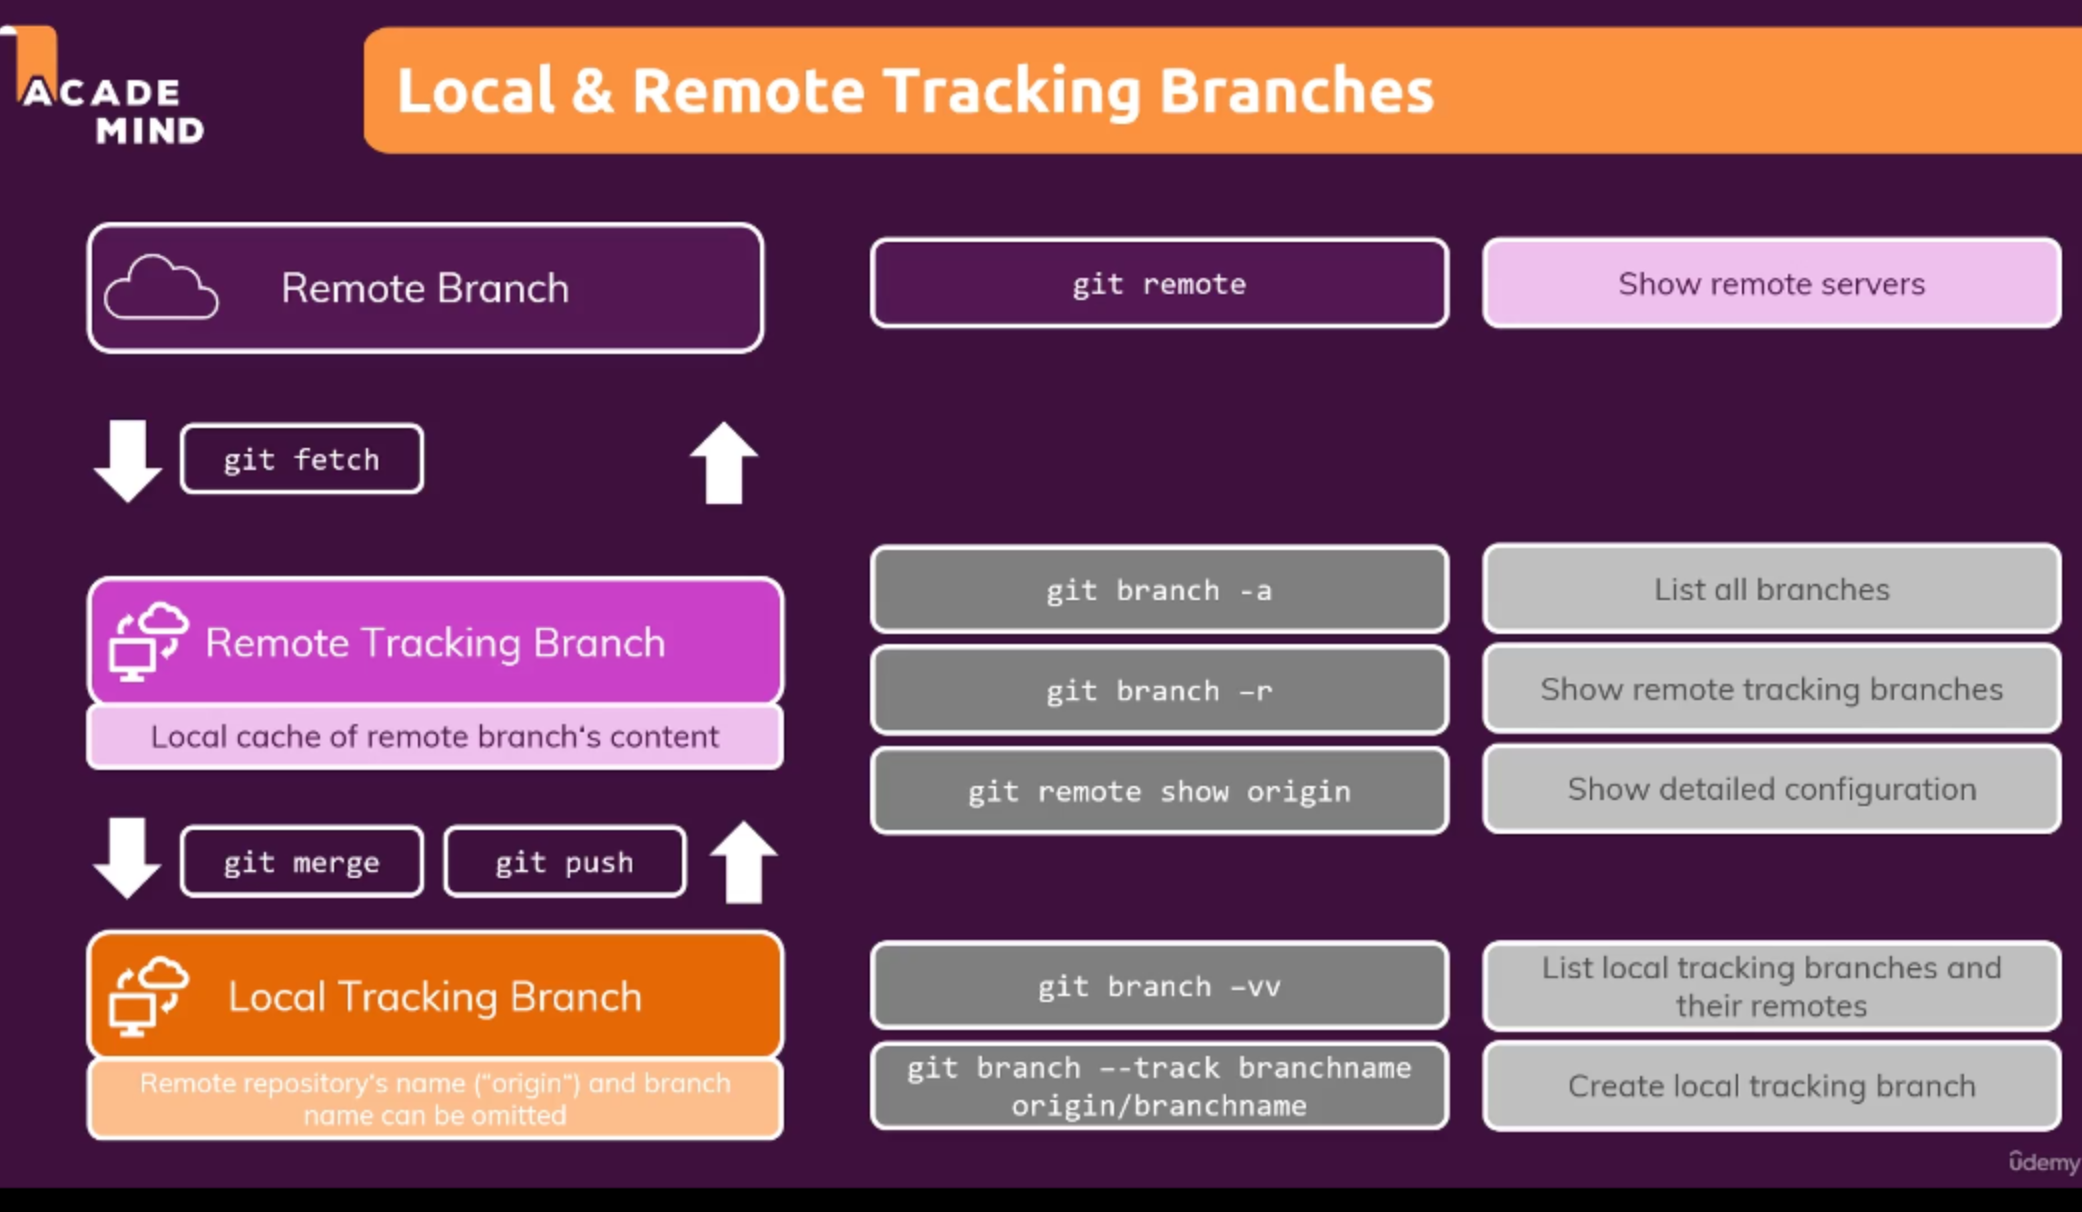 ACADE
MIND
Local & Remote Tracking Branches
Remote Branch
git remote
Show remote servers
git fetch
Remote Tracking Branch
Local cache of remote branch‘s content
git branch -a
List all branches
git branch –r
Show remote tracking branches
git remote show origin
Show detailed configuration
git merge
git push
Local Tracking Branch
Remote repository‘s name (“origin“) and branch
name can be omitted
git branch –vv
List local tracking branches and
their remotes
git branch –-track branchname
origin/branchname
Create local tracking branch
ûdemy